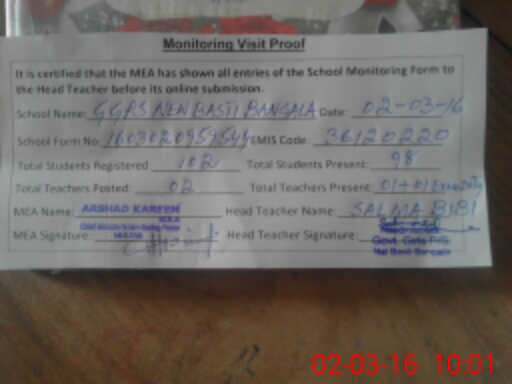 Monitoring Visit Proof
It is certified that the MEA has shown all entries of the School Monitoring Form to
the Head Teacher before its online submission.
School Name: GGPS NEW BASTI BANGALA Date: 02-03-16
School Form No: EMIS Code: 36120220
Total Students Registered 102 Total Students Present: 98
Total Teachers Posted: 02 Total Teachers Present: 01+01
MEA Name: ARSHAD KAREEM Head Teacher Name: SALMA BIBI
MEA Signature: MULTAN Head Teacher Signature:
Headmistress
Govt. Girls P/S
02-03-16 10:01